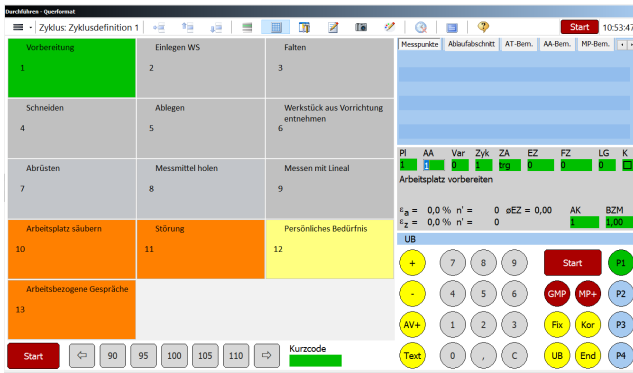 Durchführen - Querformat
Zyklus: Zyklusdefinition 1
Start 10:53:47
Vorbereitung
1
Einlegen WS
2
Falten
3
Schneiden
4
Ablegen
5
Werkstück aus Vorrichtung
entnehmen
6
Abrüsten
7
Messmittel holen
8
Messen mit Lineal
9
Arbeitsplatz säubern
10
Störung
11
Persönliches Bedürfnis
12
Arbeitsbezogene Gespräche
13
Start 90 95 100 105 110
Kurzcode
Messpunkte Ablaufabschnitt AT-Bem. AA-Bem. MP-Bem.
Pl AA Var Zyk ZA EZ FZ LG K
1 1 0 1 trg 0 0 0
Arbeitsplatz vorbereiten
εa = 0,0 % n' = 0 øEZ = 0,00 AK BZM
εz = 0,0 % n' = 0 1 1,00
UB
+ 7 8 9 Start P1
- 4 5 6 GMP MP+ P2
AV+ 1 2 3 Fix Kor P3
Text 0 , C UB End P4